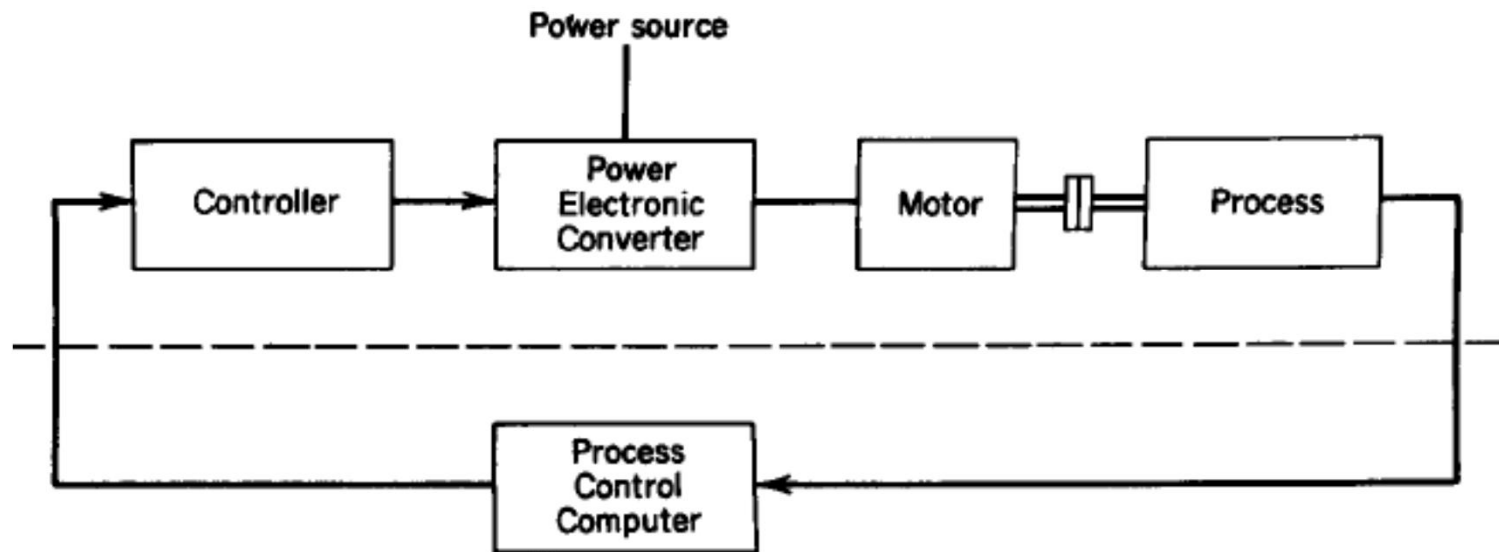 Power source
Controller
Power
Electronic
Converter
Motor
Process
Process
Control
Computer